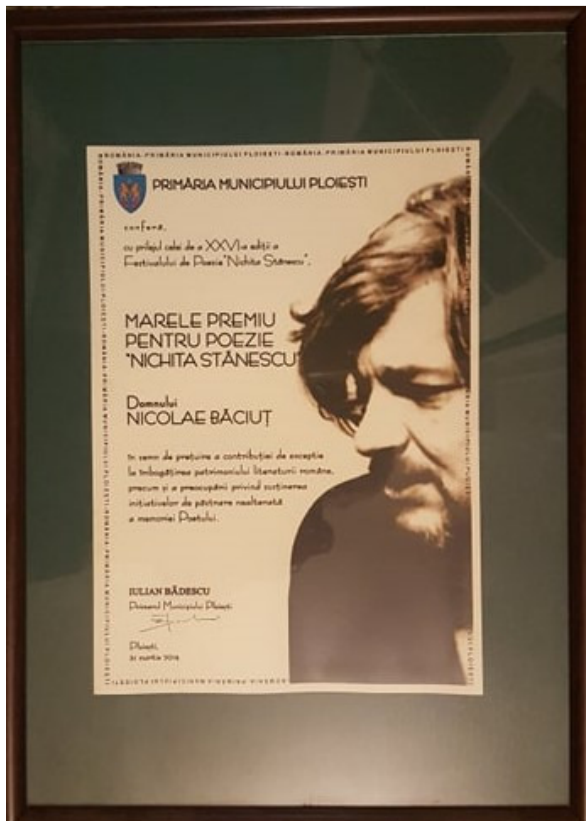 ROMÂNIA-PRIMĂRIA MUNICIPIULUI PLOIEȘTI-ROMÂNIA-PRIMĂRIA MUNICIPIULUI PLOIEȘTI
PRIMĂRIA MUNICIPIULUI PLOIEȘTI
conferă,
cu prilejul celei de a XXVI-a ediții a
Festivalului de Poezie "Nichita Stănescu",
MARELE PREMIU
PENTRU POEZIE
"NICHITA STĂNESCU"
Domnului
NICOLAE BĂCIUȚ
în semn de prețuire a contribuției de excepție
la îmbogățirea patrimoniului literaturii române,
precum și a preocupării privind susținerea
inițiativelor de păstrare nealterată
a memoriei Poetului.
IULIAN BĂDESCU
Primarul Municipiului Ploiești
Ploiești,
31 martie 2014